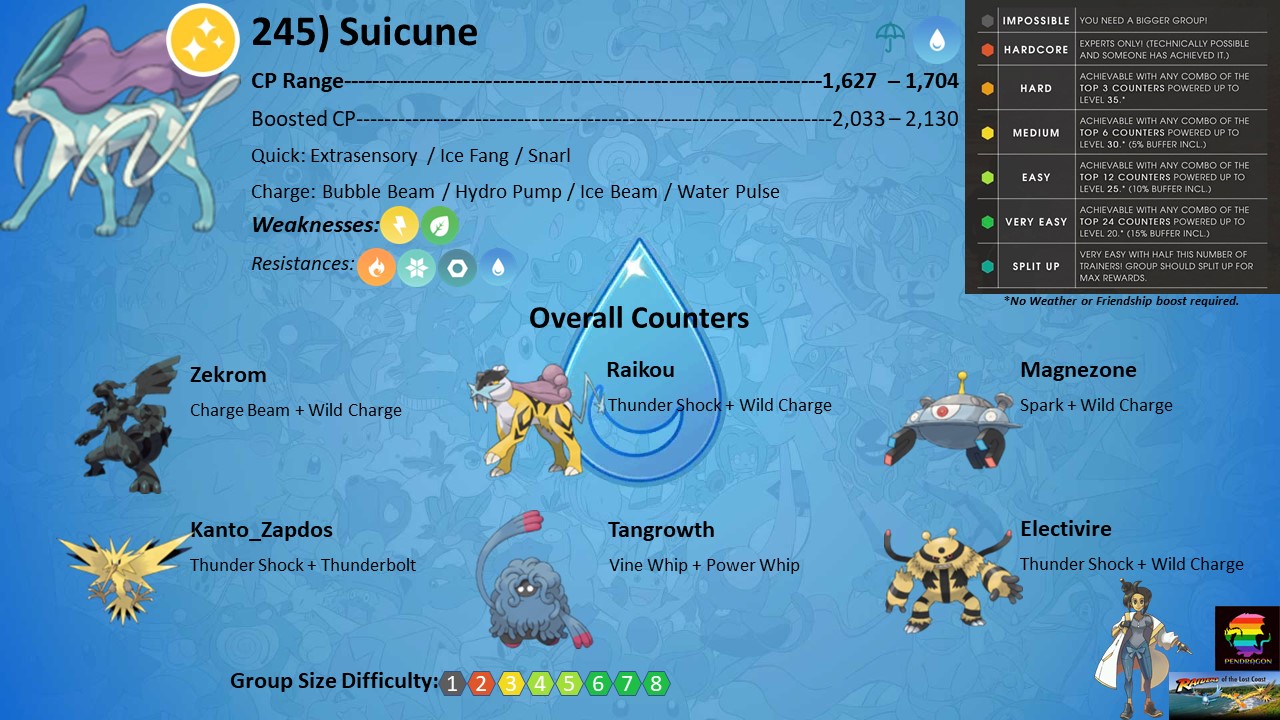 245) Suicune
CP Range----------------------------------------------------------------------1,627 – 1,704
Boosted CP----------------------------------------------------------------------2,033 – 2,130
Quick: Extrasensory / Ice Fang / Snarl
Charge: Bubble Beam / Hydro Pump / Ice Beam / Water Pulse
Weaknesses:
Resistances:
IMPOSSIBLE YOU NEED A BIGGER GROUP!
HARDCORE EXPERTS ONLY! (TECHNICALLY POSSIBLE
AND SOMEONE HAS ACHIEVED IT.)
HARD ACHIEVABLE WITH ANY COMBO OF THE
TOP 3 COUNTERS POWERED UP TO
LEVEL 35.*
MEDIUM ACHIEVABLE WITH ANY COMBO OF THE
TOP 6 COUNTERS POWERED UP TO
LEVEL 30.* (5% BUFFER INCL.)
EASY ACHIEVABLE WITH ANY COMBO OF THE
TOP 12 COUNTERS POWERED UP TO
LEVEL 25.* (10% BUFFER INCL.)
VERY EASY ACHIEVABLE WITH ANY COMBO OF THE
TOP 24 COUNTERS POWERED UP TO
LEVEL 20.* (15% BUFFER INCL.)
SPLIT UP VERY EASY WITH HALF THIS NUMBER OF
TRAINERS! GROUP SHOULD SPLIT UP FOR
MAX REWARDS.
*No Weather or Friendship boost required.
Overall Counters
Zekrom
Charge Beam + Wild Charge
Raikou
Thunder Shock + Wild Charge
Magnezone
Spark + Wild Charge
Kanto_Zapdos
Thunder Shock + Thunderbolt
Tangrowth
Vine Whip + Power Whip
Electivire
Thunder Shock + Wild Charge
Group Size Difficulty: 1 2 3 4 5 6 7 8
PENDRAGON
RAIDERS of the Lost Coast